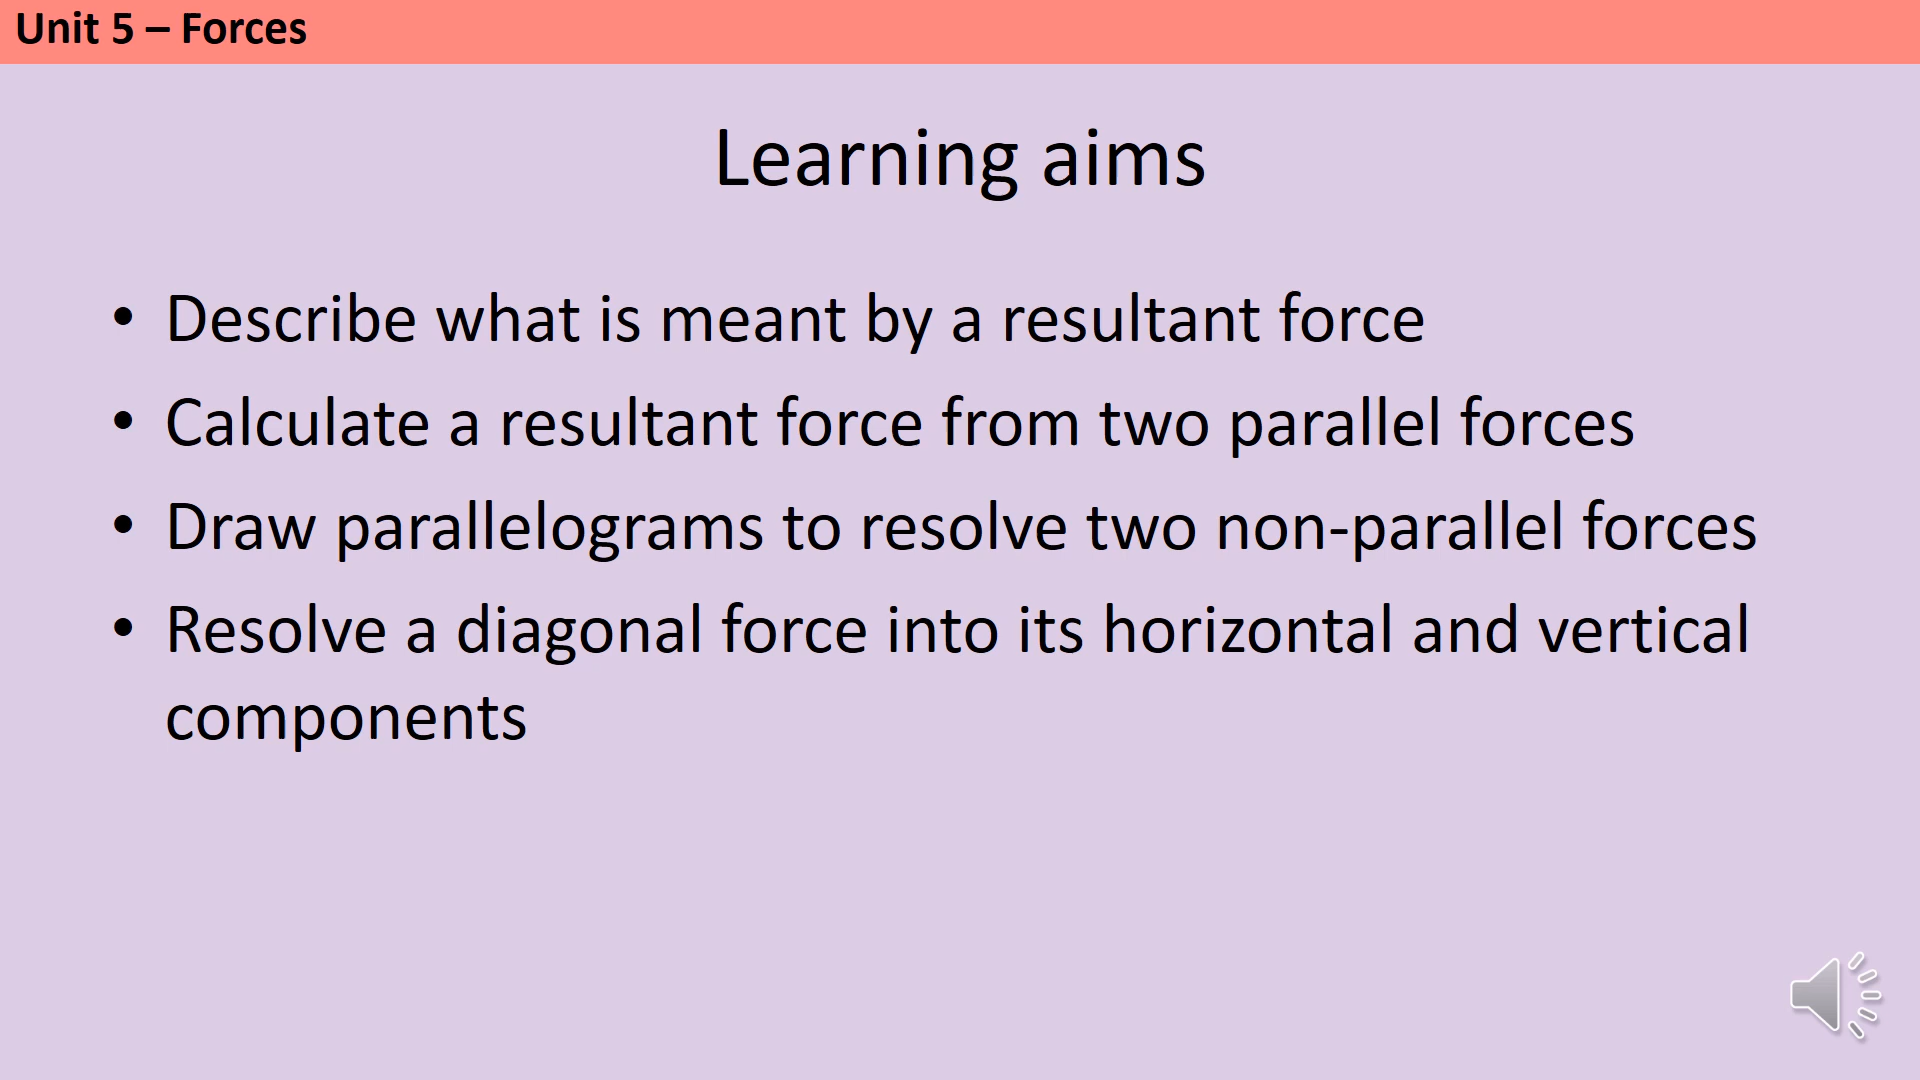 Unit 5 – Forces
Learning aims
• Describe what is meant by a resultant force
• Calculate a resultant force from two parallel forces
• Draw parallelograms to resolve two non-parallel forces
• Resolve a diagonal force into its horizontal and vertical
components